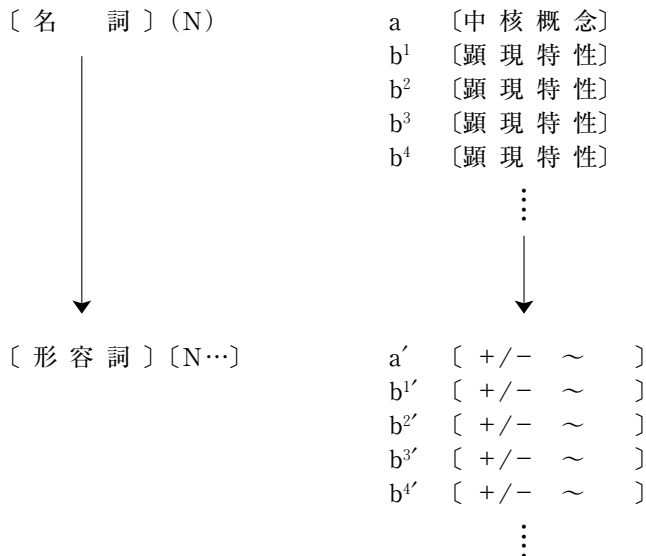 〔 名　　詞 〕(N)　a 〔中 核 概 念〕
b¹ 〔顕 現 特 性〕
b² 〔顕 現 特 性〕
b³ 〔顕 現 特 性〕
b⁴ 〔顕 現 特 性〕
⋮
〔 形 容 詞 〕〔N…〕　a′ 〔 +/− ～ 〕
b¹′ 〔 +/− ～ 〕
b²′ 〔 +/− ～ 〕
b³′ 〔 +/− ～ 〕
b⁴′ 〔 +/− ～ 〕
⋮